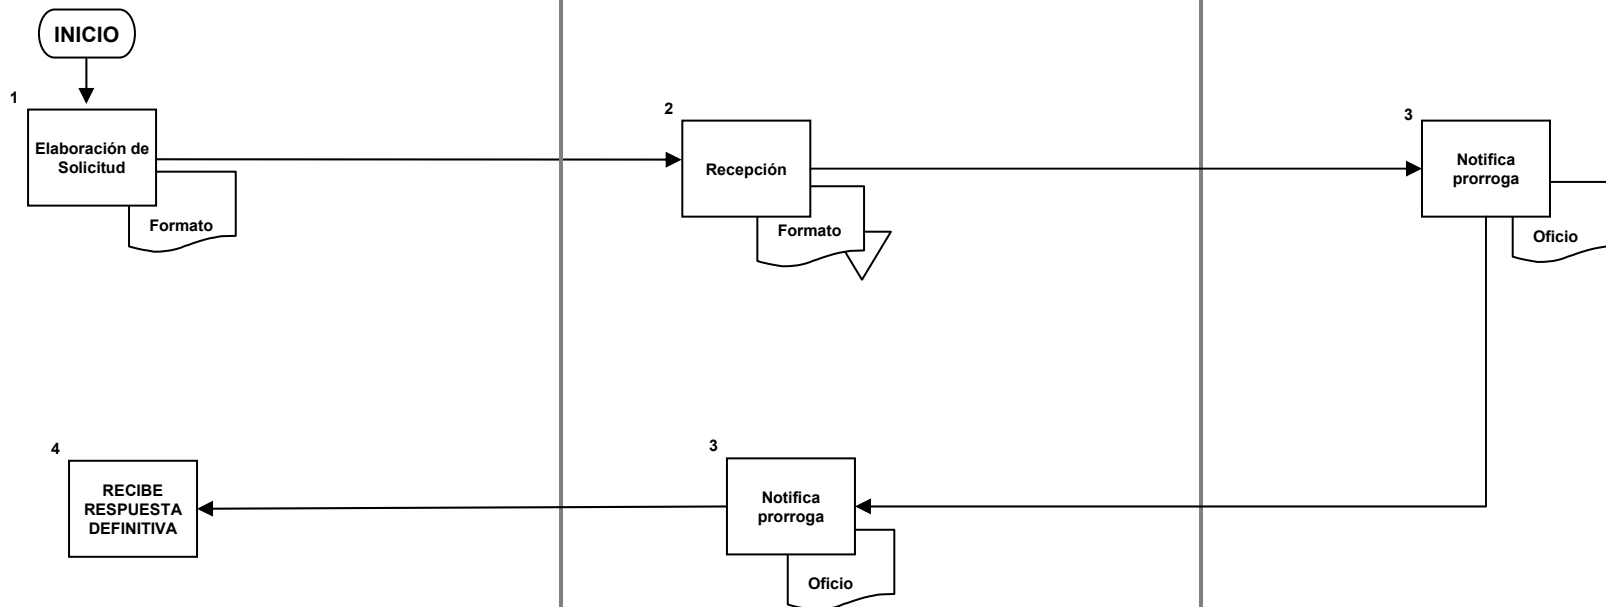 INICIO
1
Elaboración de
Solicitud
Formato
2
Recepción
Formato
3
Notifica
prorroga
Oficio
4
RECIBE
RESPUESTA
DEFINITIVA
3
Notifica
prorroga
Oficio